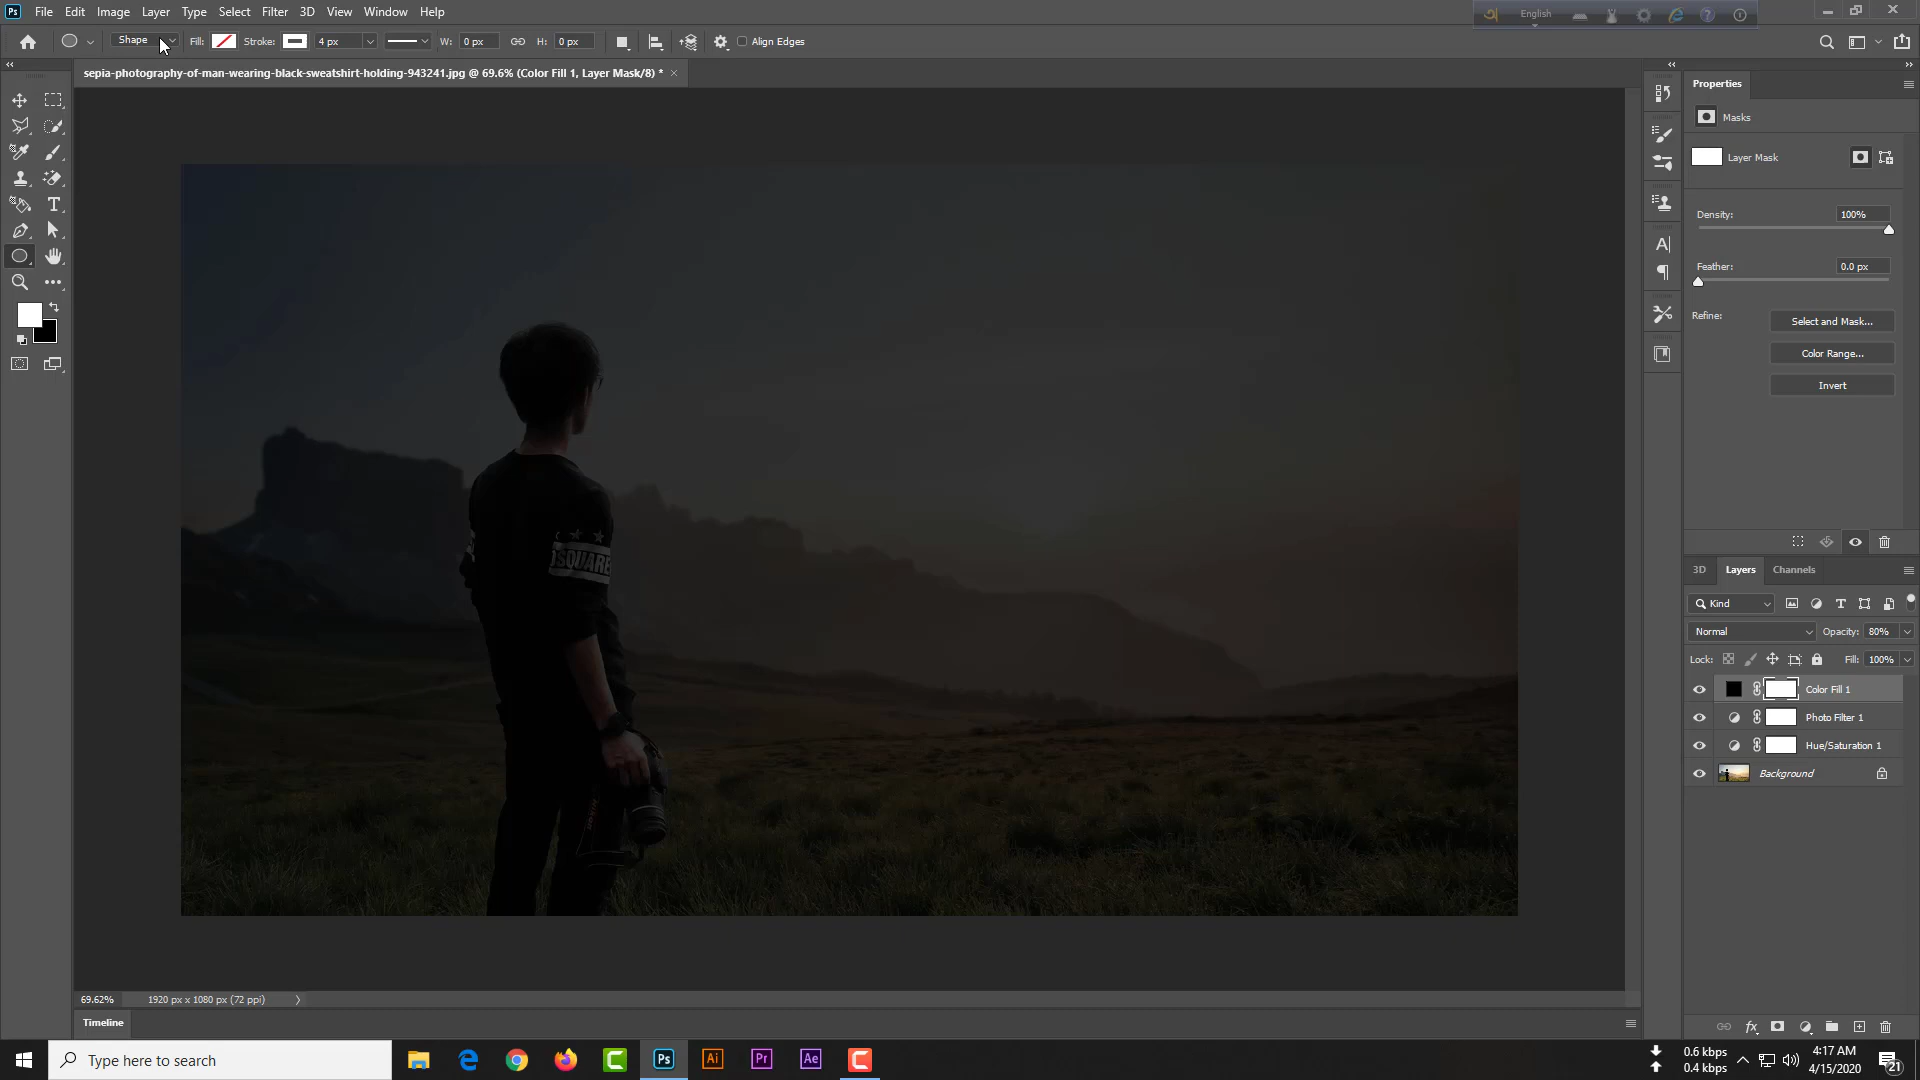 Ps File Edit Image Layer Type Select Filter 3D View Window Help
English
Shape Fill: Stroke: 4 px W: 0 px H: 0 px Align Edges
sepia-photography-of-man-wearing-black-sweatshirt-holding-943241.jpg @ 69.6% (Color Fill 1, Layer Mask/8) *
Properties
Masks
Layer Mask
Density: 100%
Feather: 0.0 px
Refine:
Select and Mask...
Color Range...
Invert
3D Layers Channels
Kind
Normal Opacity: 80%
Lock: Fill: 100%
Color Fill 1
Photo Filter 1
Hue/Saturation 1
Background
69.62% 1920 px x 1080 px (72 ppi)
Timeline
Type here to search
Ps Ai Pr Ae
0.6 kbps
0.4 kbps
4:17 AM
4/15/2020
21